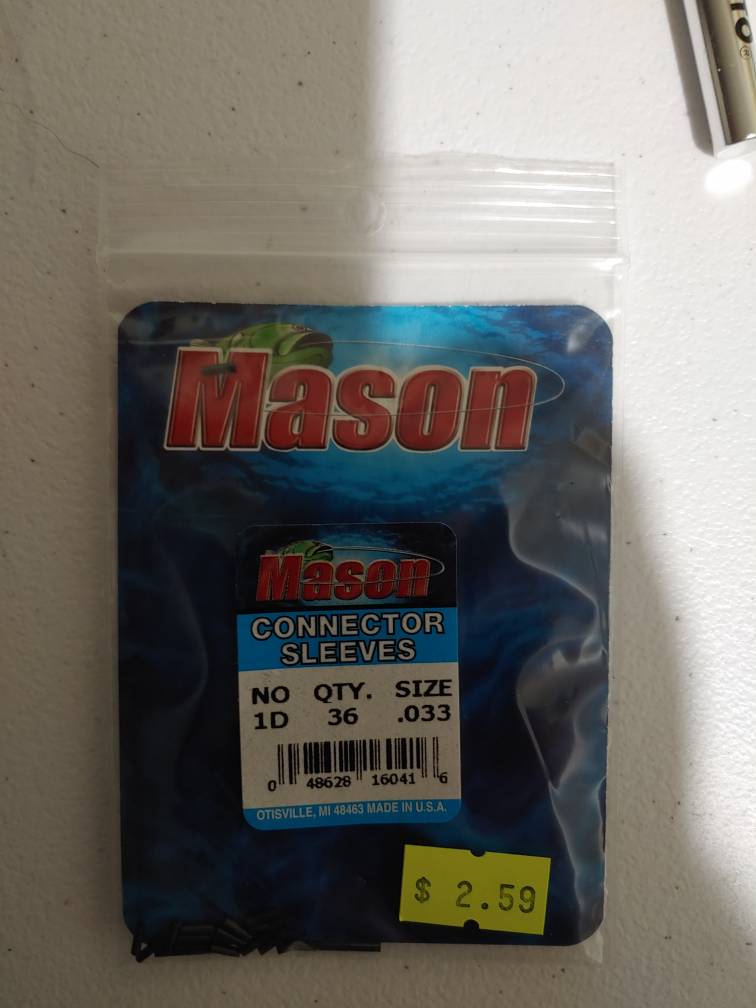 TO®
Mason
Mason
CONNECTOR
SLEEVES
NO QTY. SIZE
1D 36 .033
0 48628 16041 6
OTISVILLE, MI 48463 MADE IN U.S.A.
$ 2.59